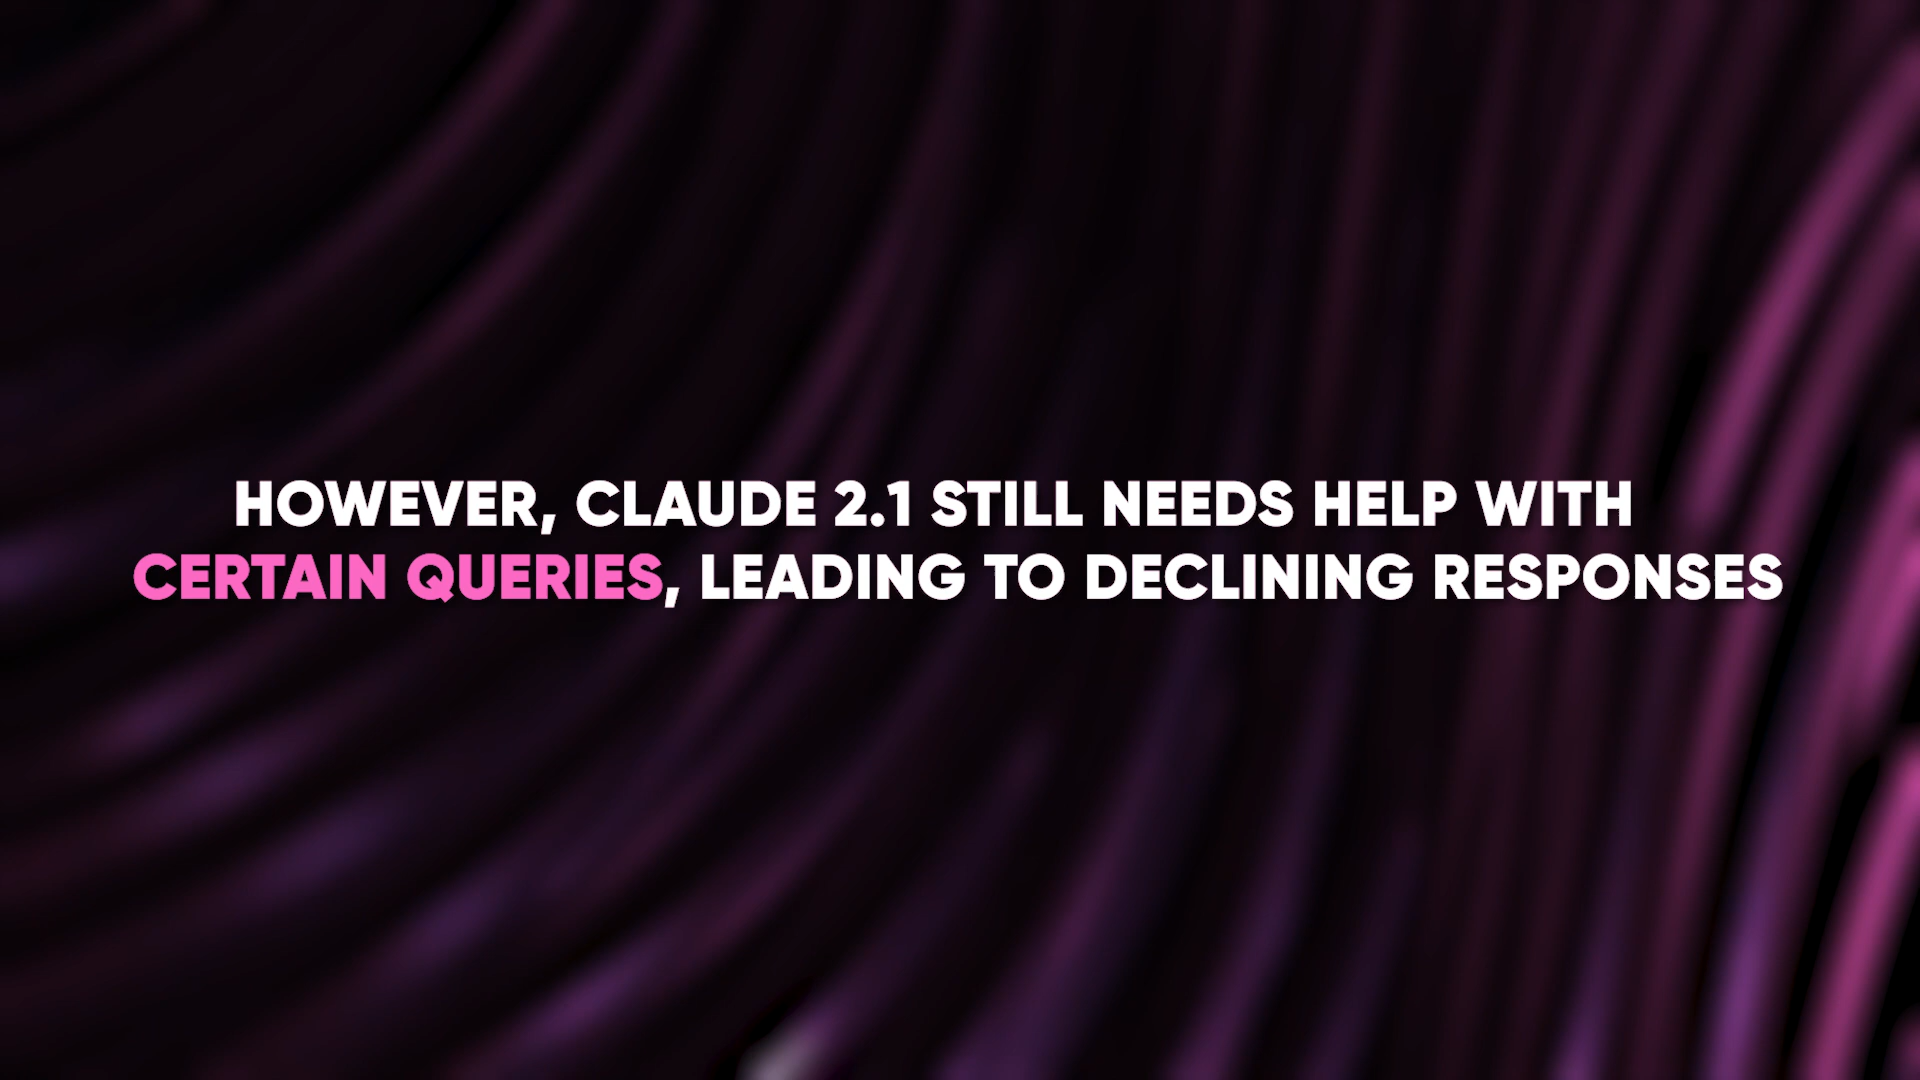 HOWEVER, CLAUDE 2.1 STILL NEEDS HELP WITH
CERTAIN QUERIES, LEADING TO DECLINING RESPONSES